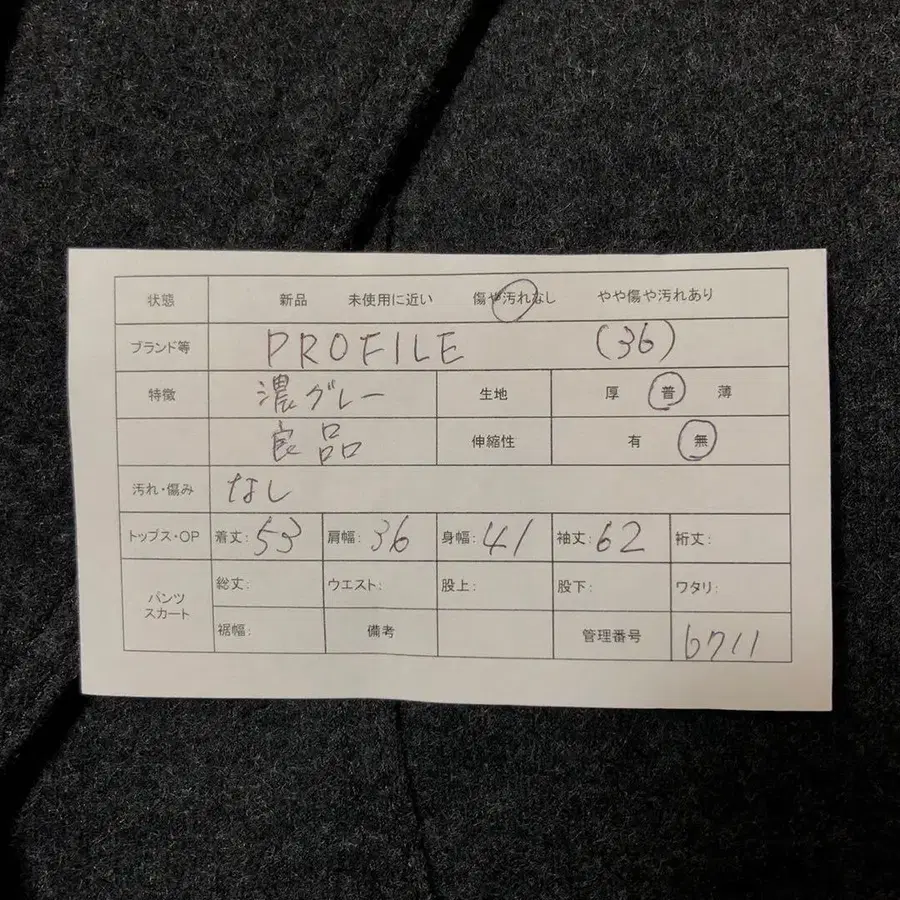 状態 新品 未使用に近い 傷や汚れなし やや傷や汚れあり
ブランド等 PROFILE (36)
特徴 濃グレー 生地 厚 普 薄
良品 伸縮性 有 無
汚れ・傷み なし
トップス・OP 着丈: 53 肩幅: 36 身幅: 41 袖丈: 62 裄丈:
パンツ スカート 総丈: ウエスト: 股上: 股下: ワタリ:
裾幅: 備考 管理番号 6711